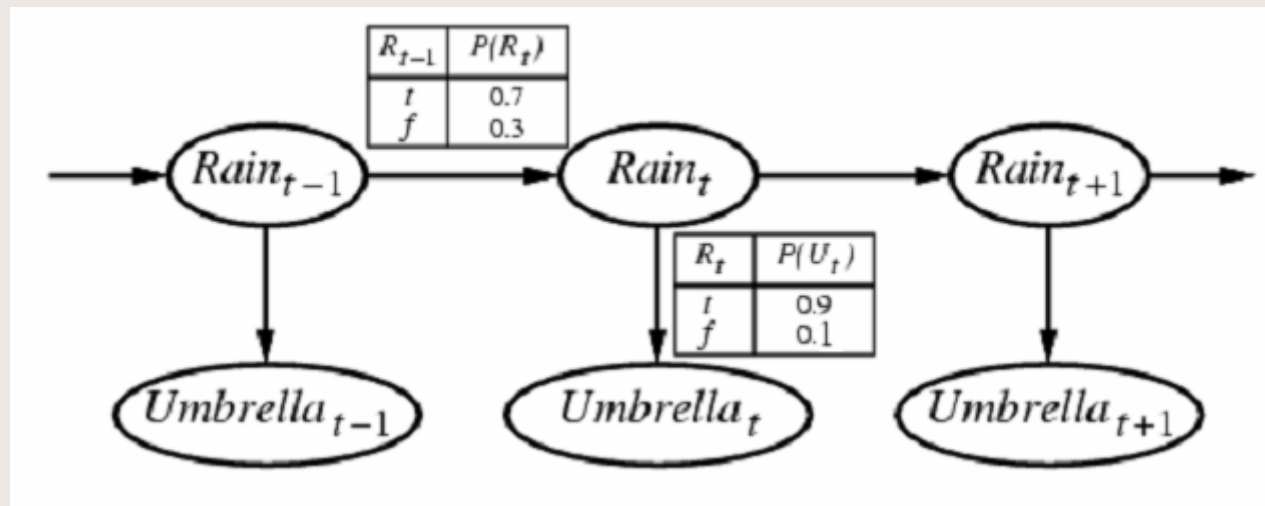 R_{t-1} P(R_t)
t 0.7
f 0.3
Rain_{t-1} Rain_t Rain_{t+1}
R_t P(U_t)
t 0.9
f 0.1
Umbrella_{t-1} Umbrella_t Umbrella_{t+1}